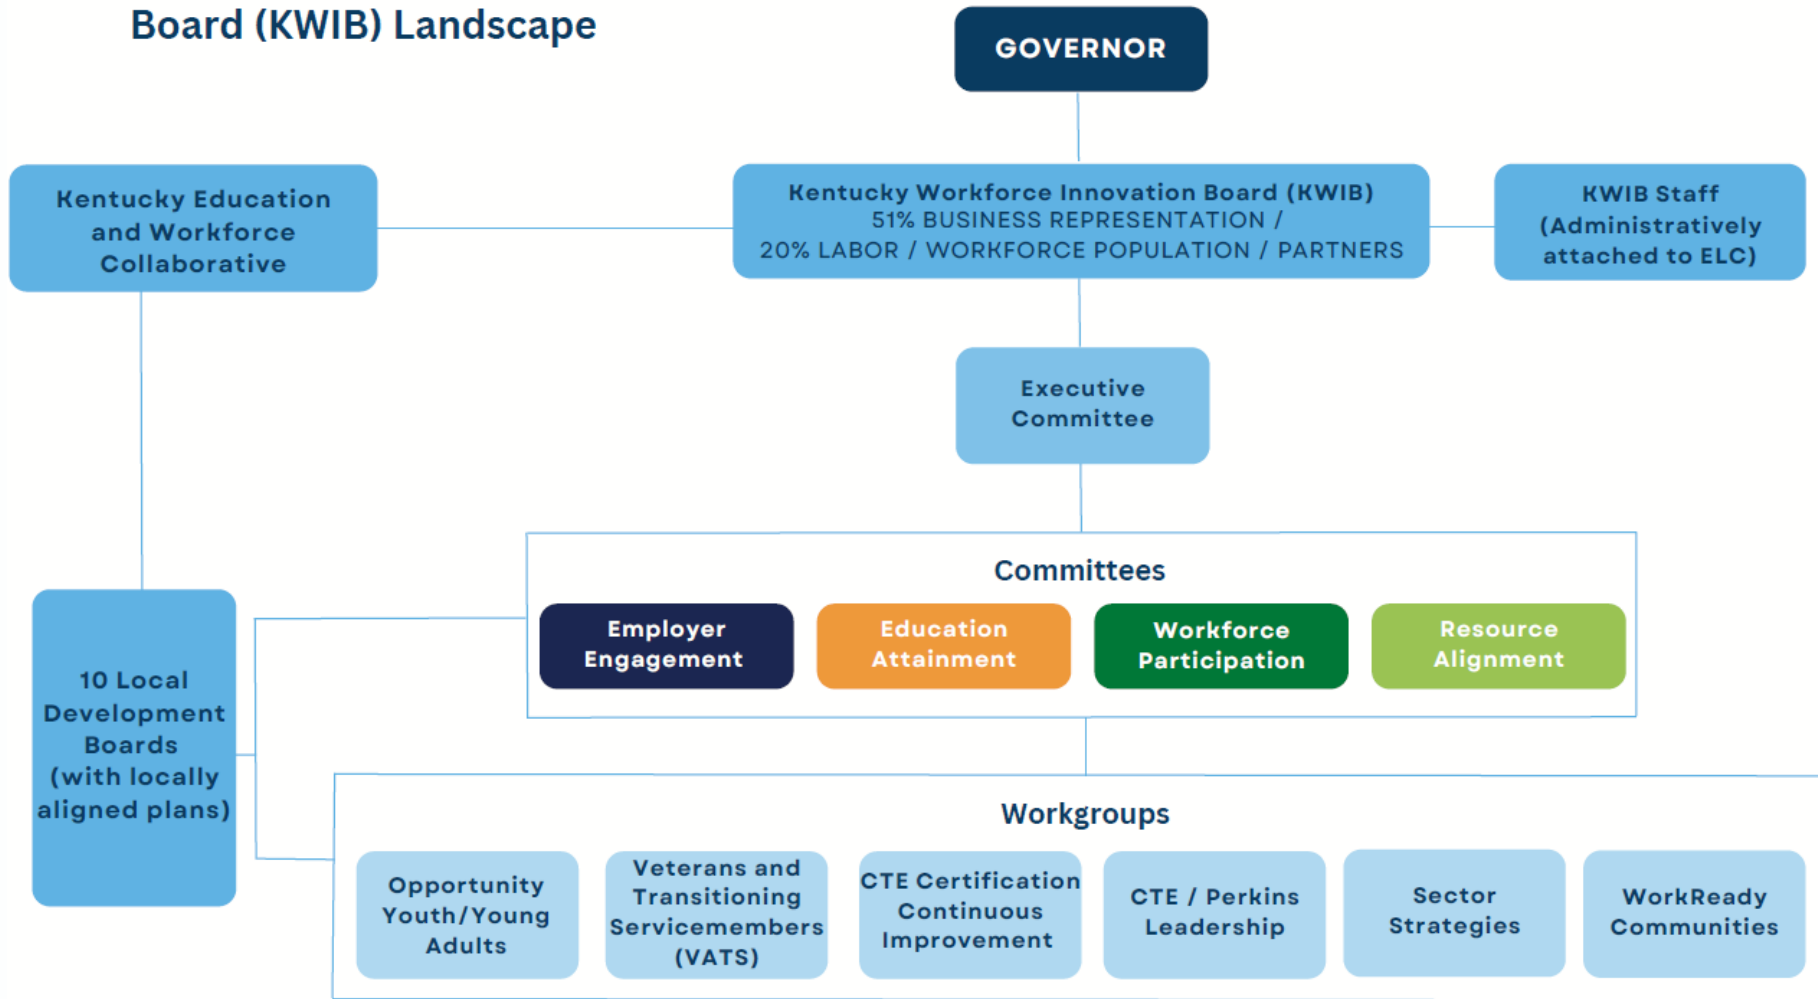 Board (KWIB) Landscape
GOVERNOR
Kentucky Education
and Workforce
Collaborative
Kentucky Workforce Innovation Board (KWIB)
51% BUSINESS REPRESENTATION /
20% LABOR / WORKFORCE POPULATION / PARTNERS
KWIB Staff
(Administratively
attached to ELC)
Executive
Committee
Committees
Employer
Engagement
Education
Attainment
Workforce
Participation
Resource
Alignment
10 Local
Development
Boards
(with locally
aligned plans)
Workgroups
Opportunity
Youth/Young
Adults
Veterans and
Transitioning
Servicemembers
(VATS)
CTE Certification
Continuous
Improvement
CTE / Perkins
Leadership
Sector
Strategies
WorkReady
Communities